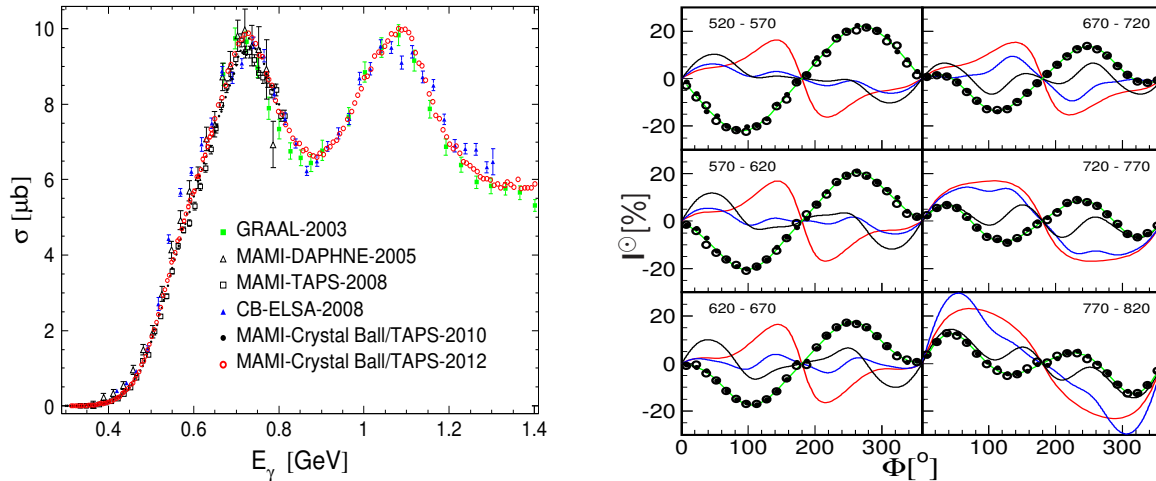 10
8
6
4
2
0
σ [μb]
GRAAL-2003
MAMI-DAPHNE-2005
MAMI-TAPS-2008
CB-ELSA-2008
MAMI-Crystal Ball/TAPS-2010
MAMI-Crystal Ball/TAPS-2012
0.4 0.6 0.8 1 1.2 1.4
Eγ [GeV]
520 - 570 670 - 720
20
0
-20
570 - 620 720 - 770
20
0
-20
I⊙[%]
620 - 670 770 - 820
20
0
-20
0 100 200 300 100 200 300
Φ[o]